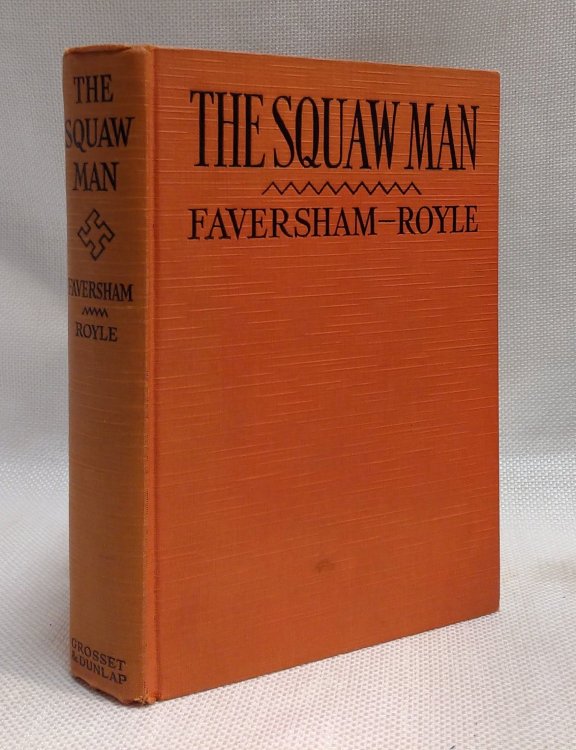 THE
SQUAW
MAN
FAVERSHAM
ROYLE
GROSSET
& DUNLAP
THE SQUAW MAN
FAVERSHAM—ROYLE